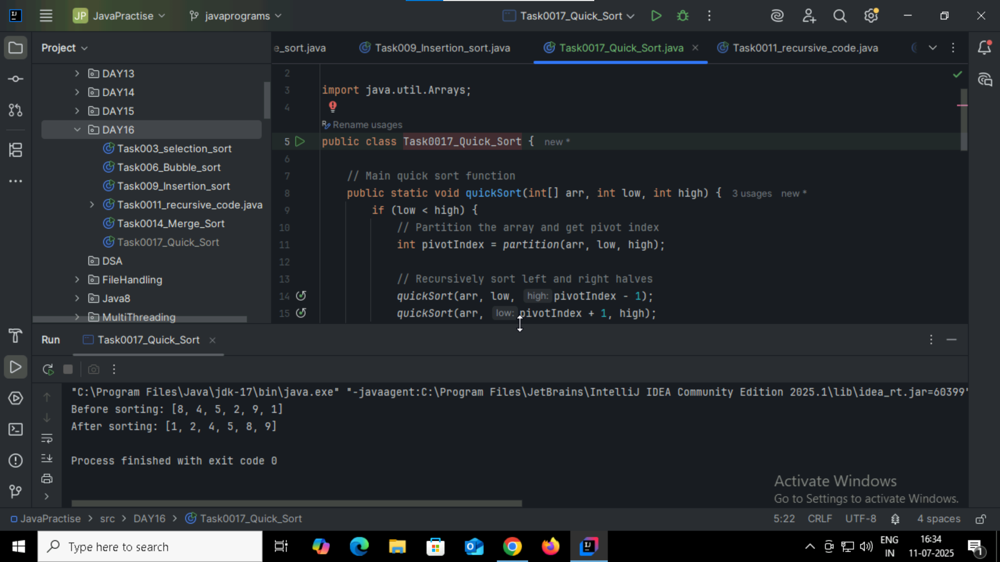 JP JavaPractise javaprograms Task0017_Quick_Sort
Project
e_sort.java Task009_Insertion_sort.java Task0017_Quick_Sort.java Task0011_recursive_code.java
DAY13
DAY14
DAY15
DAY16
Task003_selection_sort
Task006_Bubble_sort
Task009_Insertion_sort
Task0011_recursive_code.java
Task0014_Merge_Sort
Task0017_Quick_Sort
DSA
FileHandling
Java8
MultiThreading
2
3 import java.util.Arrays;
4
Rename usages
5 public class Task0017_Quick_Sort { new *
6
7 // Main quick sort function
8 public static void quickSort(int[] arr, int low, int high) { 3 usages new *
9 if (low < high) {
10 // Partition the array and get pivot index
11 int pivotIndex = partition(arr, low, high);
12
13 // Recursively sort left and right halves
14 quickSort(arr, low, high: pivotIndex - 1);
15 quickSort(arr, low: pivotIndex + 1, high);
Run Task0017_Quick_Sort
"C:\Program Files\Java\jdk-17\bin\java.exe" "-javaagent:C:\Program Files\JetBrains\IntelliJ IDEA Community Edition 2025.1\lib\idea_rt.jar=60399"
Before sorting: [8, 4, 5, 2, 9, 1]
After sorting: [1, 2, 4, 5, 8, 9]
Process finished with exit code 0
Activate Windows
Go to Settings to activate Windows.
JavaPractise > src > DAY16 > Task0017_Quick_Sort 5:22 CRLF UTF-8 4 spaces
Type here to search
ENG
IN
16:34
11-07-2025
1